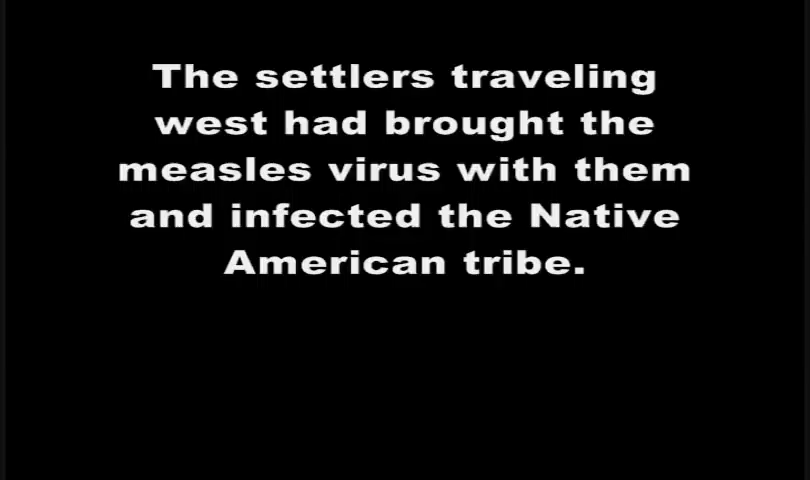 The settlers traveling
west had brought the
measles virus with them
and infected the Native
American tribe.